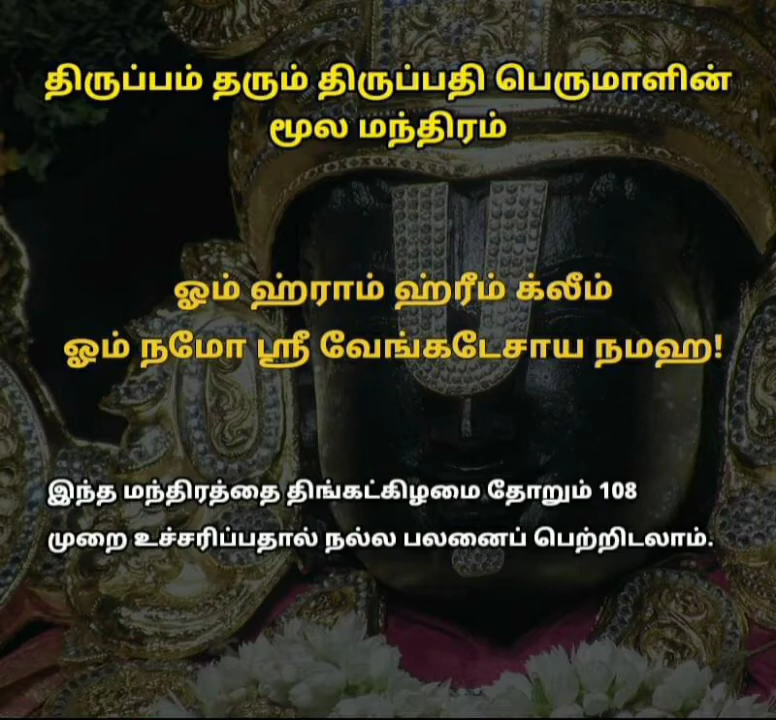 திருப்பம் தரும் திருப்பதி பெருமாளின்
மூல மந்திரம்
ஓம் ஹ்ராம் ஹ்ரீம் க்லீம்
ஓம் நமோ ஸ்ரீ வேங்கடேசாய நமஹ!
இந்த மந்திரத்தை திங்கட்கிழமை தோறும் 108
முறை உச்சரிப்பதால் நல்ல பலனைப் பெற்றிடலாம்.